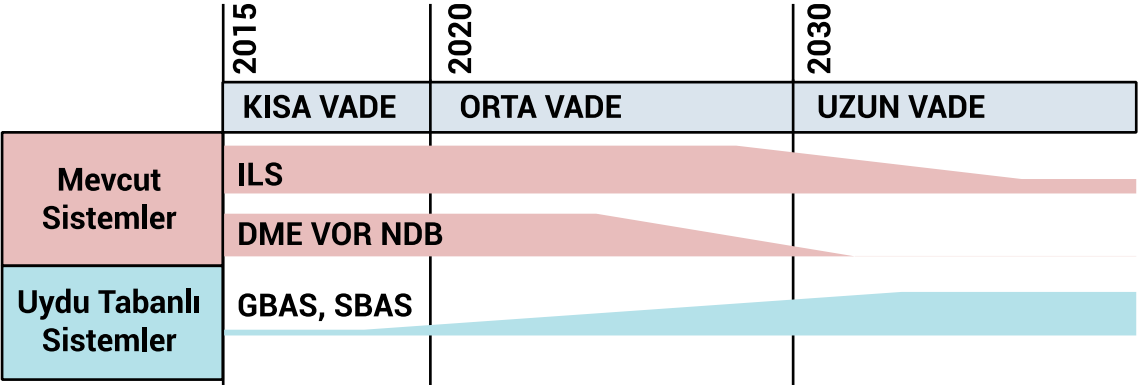 2015
2020
2030
KISA VADE
ORTA VADE
UZUN VADE
Mevcut
Sistemler
ILS
DME VOR NDB
Uydu Tabanlı
Sistemler
GBAS, SBAS